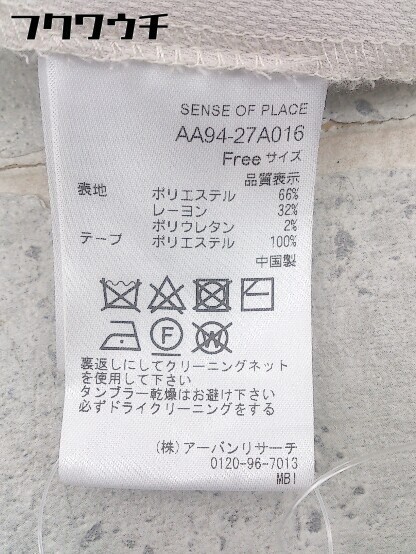 フクワウチ
SENSE OF PLACE
AA94-27A016
Free サイズ
品質表示
表地 ポリエステル 66%
レーヨン 32%
ポリウレタン 2%
テープ ポリエステル 100%
中国製
F W
裏返しにしてクリーニングネット
を使用して下さい
タンブラー乾燥はお避け下さい
必ずドライクリーニングをする
(株)アーバンリサーチ
0120-96-7013
MBI